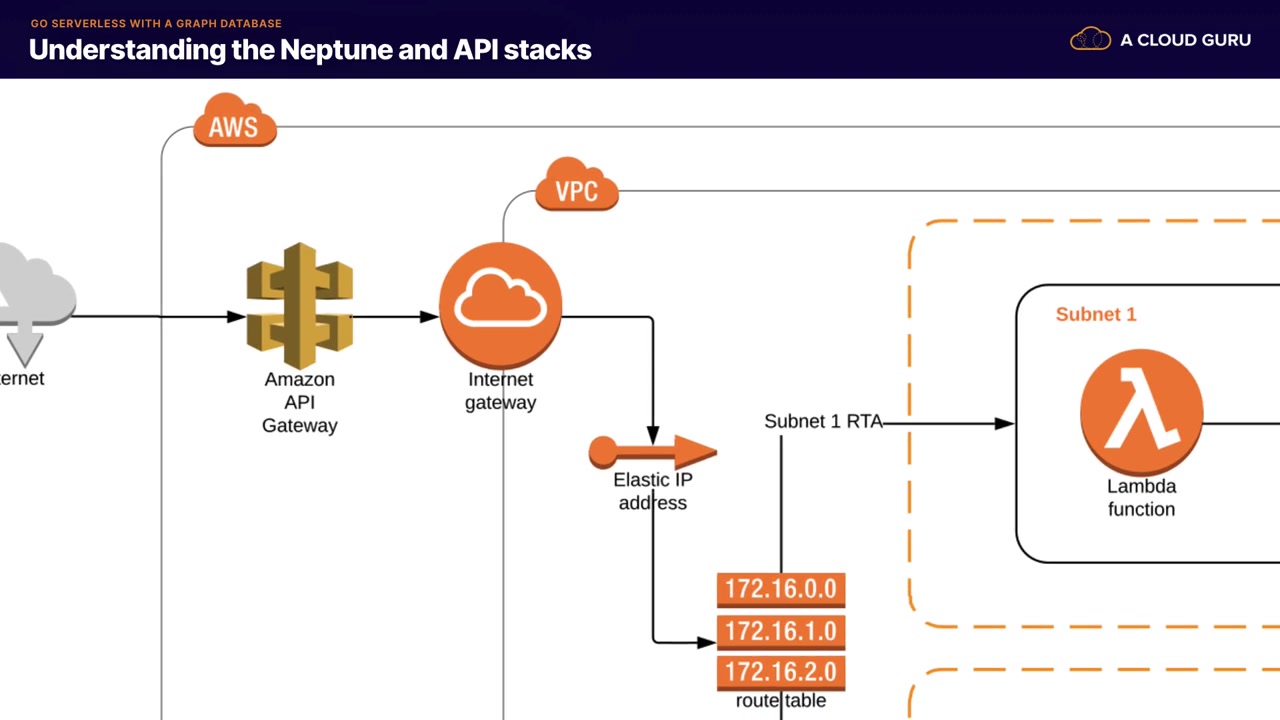 GO SERVERLESS WITH A GRAPH DATABASE
Understanding the Neptune and API stacks
A CLOUD GURU
AWS
VPC
ternet
Amazon
API
Gateway
Internet
gateway
Elastic IP
address
Subnet 1 RTA
172.16.0.0
172.16.1.0
172.16.2.0
route table
Subnet 1
Lambda
function